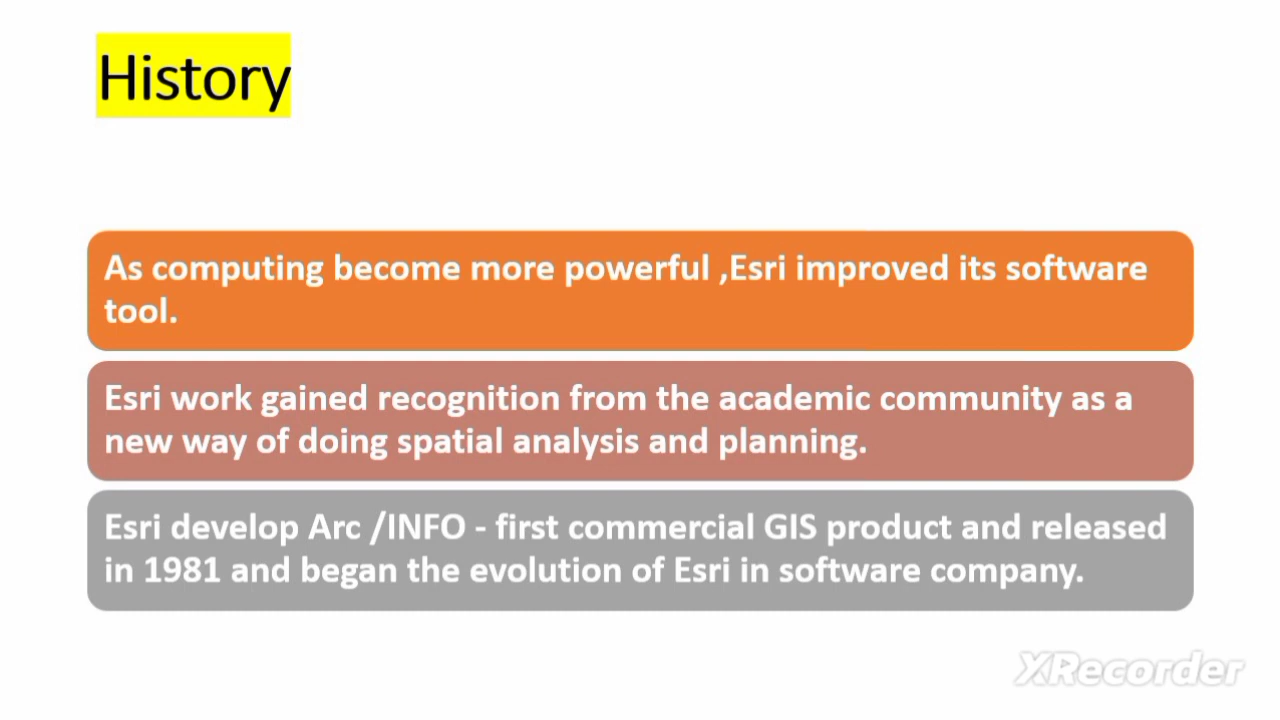 History
As computing become more powerful ,Esri improved its software
tool.
Esri work gained recognition from the academic community as a
new way of doing spatial analysis and planning.
Esri develop Arc /INFO - first commercial GIS product and released
in 1981 and began the evolution of Esri in software company.
XRecorder